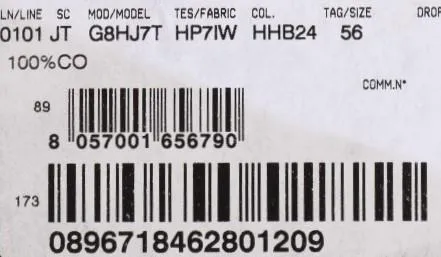 LN/LINE SC MOD/MODEL TES/FABRIC COL. TAG/SIZE DROP
0101 JT G8HJ7T HP7IW HHB24 56
100%CO
COMM.N°
89
8 057001 656790
173
0896718462801209